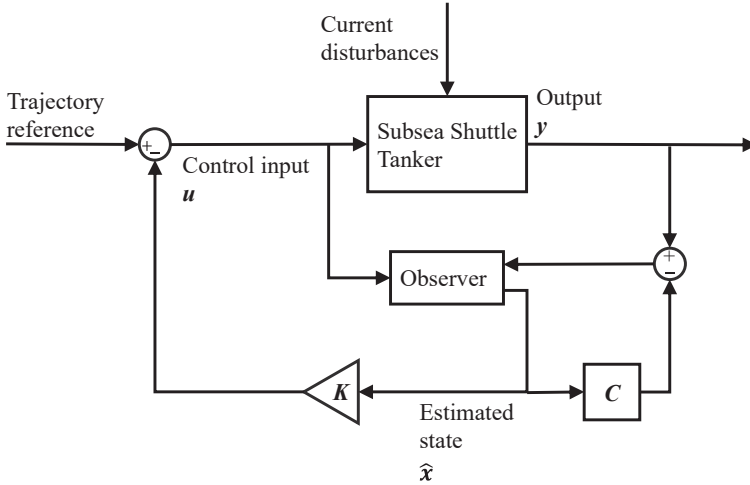 Current
disturbances
Trajectory
reference
Output
y
Subsea Shuttle
Tanker
+
−
Control input
u
Observer
+
−
K
C
Estimated
state
x̂